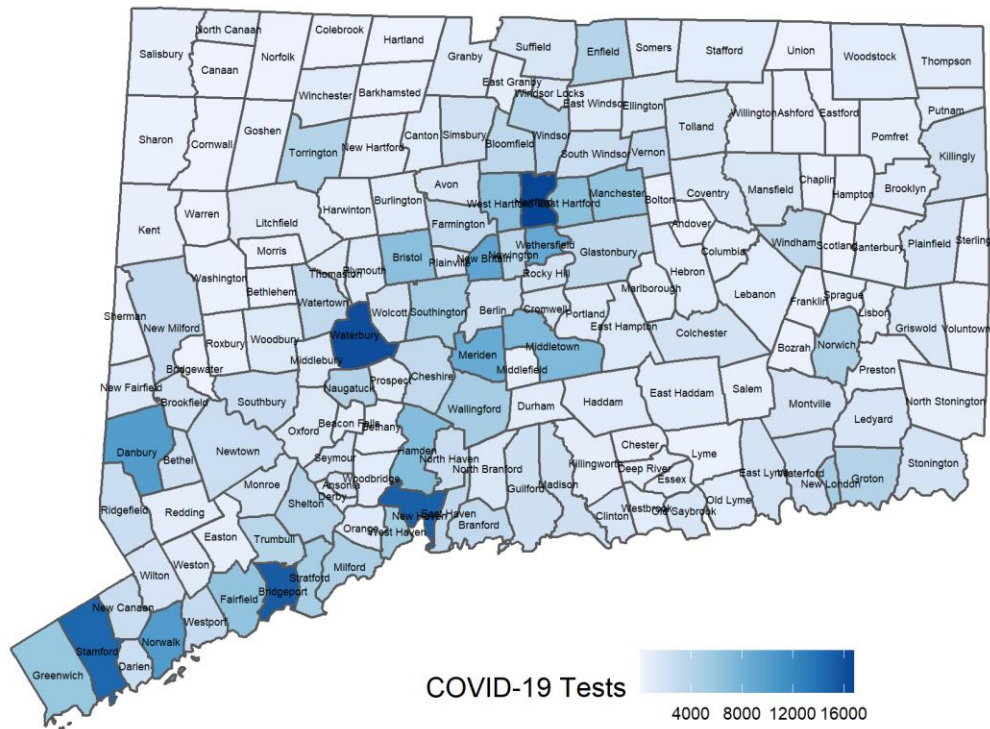 North Canaan
Colebrook
Hartland
Suffield
Enfield
Somers
Stafford
Union
Woodstock
Thompson
Salisbury
Norfolk
Granby
Canaan
East Granby
Windsor Locks
Winchester
Barkhamsted
East Windsor
Ellington
Willington
Ashford
Eastford
Putnam
Sharon
Cornwall
Goshen
Torrington
New Hartford
Canton
Simsbury
Bloomfield
Windsor
South Windsor
Vernon
Tolland
Pomfret
Killingly
Avon
West Hartford
East Hartford
Manchester
Bolton
Coventry
Mansfield
Chaplin
Hampton
Brooklyn
Kent
Warren
Litchfield
Harwinton
Burlington
Farmington
Andover
Columbia
Windham
Scotland
Canterbury
Plainfield
Sterling
Morris
Washington
Bethlehem
Thomaston
Plymouth
Bristol
Plainville
New Britain
Newington
Wethersfield
Glastonbury
Rocky Hill
Hebron
Marlborough
Lebanon
Franklin
Sprague
Lisbon
Sherman
New Milford
Roxbury
Woodbury
Watertown
Waterbury
Wolcott
Southington
Berlin
Cromwell
Portland
East Hampton
Colchester
Bozrah
Norwich
Griswold
Voluntown
Preston
Bridgewater
Middlebury
Meriden
Middletown
Middlefield
New Fairfield
Brookfield
Southbury
Naugatuck
Prospect
Cheshire
Wallingford
Durham
Haddam
East Haddam
Salem
Montville
Ledyard
North Stonington
Danbury
Bethel
Newtown
Oxford
Beacon Falls
Bethany
Hamden
North Haven
North Branford
Guilford
Madison
Killingworth
Chester
Deep River
Essex
Lyme
East Lyme
Waterford
New London
Groton
Stonington
Seymour
Woodbridge
Ansonia
Derby
Monroe
Shelton
Ridgefield
Redding
Easton
Trumbull
Orange
New Haven
East Haven
West Haven
Branford
Clinton
Westbrook
Old Saybrook
Old Lyme
Wilton
Weston
Stratford
Milford
Bridgeport
Fairfield
New Canaan
Westport
Norwalk
Stamford
Darien
Greenwich
COVID-19 Tests
4000 8000 12000 16000